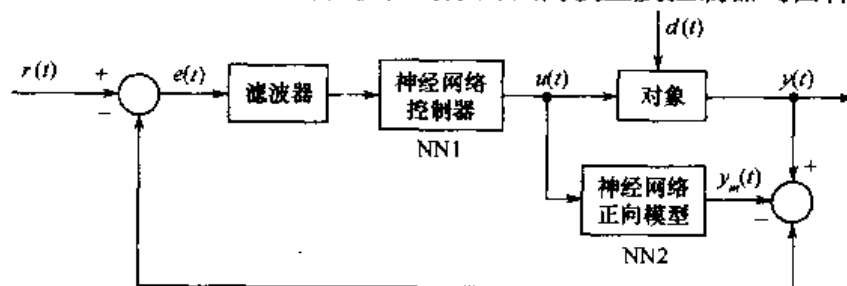 d(t)
r(t)
+
e(t)
滤波器
神经网络
控制器
NN1
u(t)
对象
y(t)
−
神经网络
正向模型
NN2
yₘ(t)
+
−